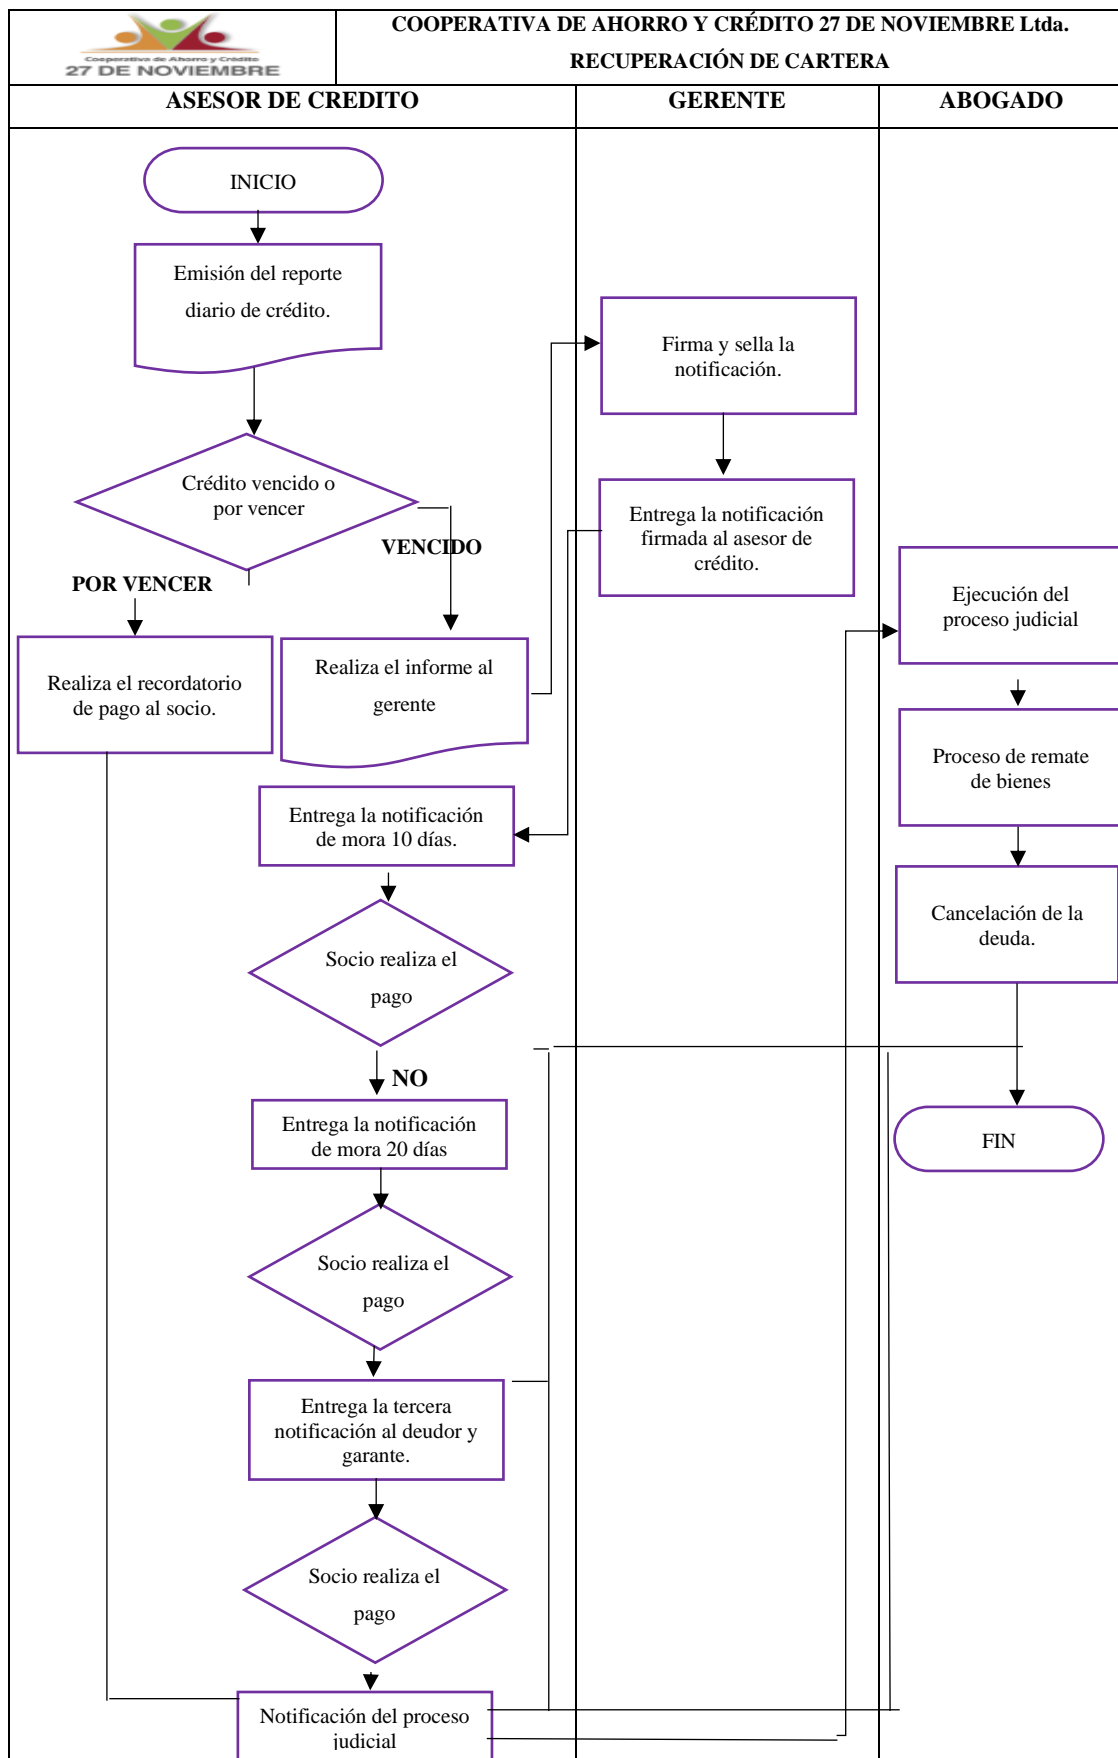 Cooperativa de Ahorro y Crédito
27 DE NOVIEMBRE
COOPERATIVA DE AHORRO Y CRÉDITO 27 DE NOVIEMBRE Ltda.
RECUPERACIÓN DE CARTERA
ASESOR DE CREDITO
GERENTE
ABOGADO
INICIO
Emisión del reporte
diario de crédito.
Crédito vencido o
por vencer
VENCIDO
POR VENCER
Realiza el recordatorio
de pago al socio.
Realiza el informe al
gerente
Firma y sella la
notificación.
Entrega la notificación
firmada al asesor de
crédito.
Entrega la notificación
de mora 10 días.
Socio realiza el
pago
NO
Entrega la notificación
de mora 20 días
Socio realiza el
pago
Entrega la tercera
notificación al deudor y
garante.
Socio realiza el
pago
Notificación del proceso
judicial
Ejecución del
proceso judicial
Proceso de remate
de bienes
Cancelación de la
deuda.
FIN